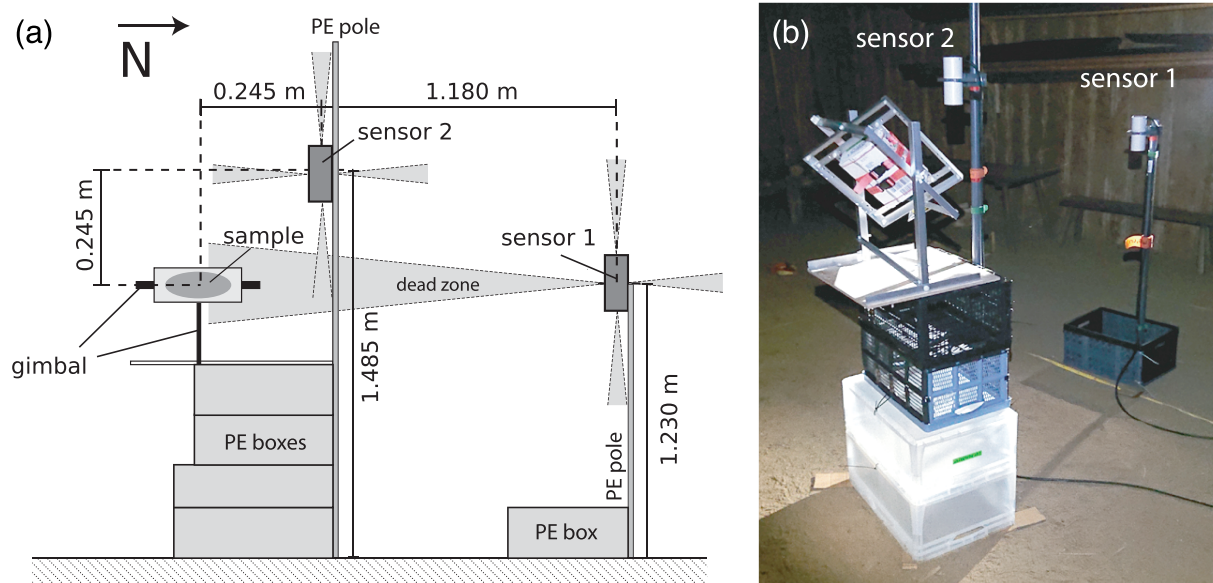 (a)
N
PE pole
0.245 m
1.180 m
sensor 2
0.245 m
sample
sensor 1
dead zone
gimbal
1.485 m
1.230 m
PE boxes
PE pole
PE box
(b)
sensor 2
sensor 1